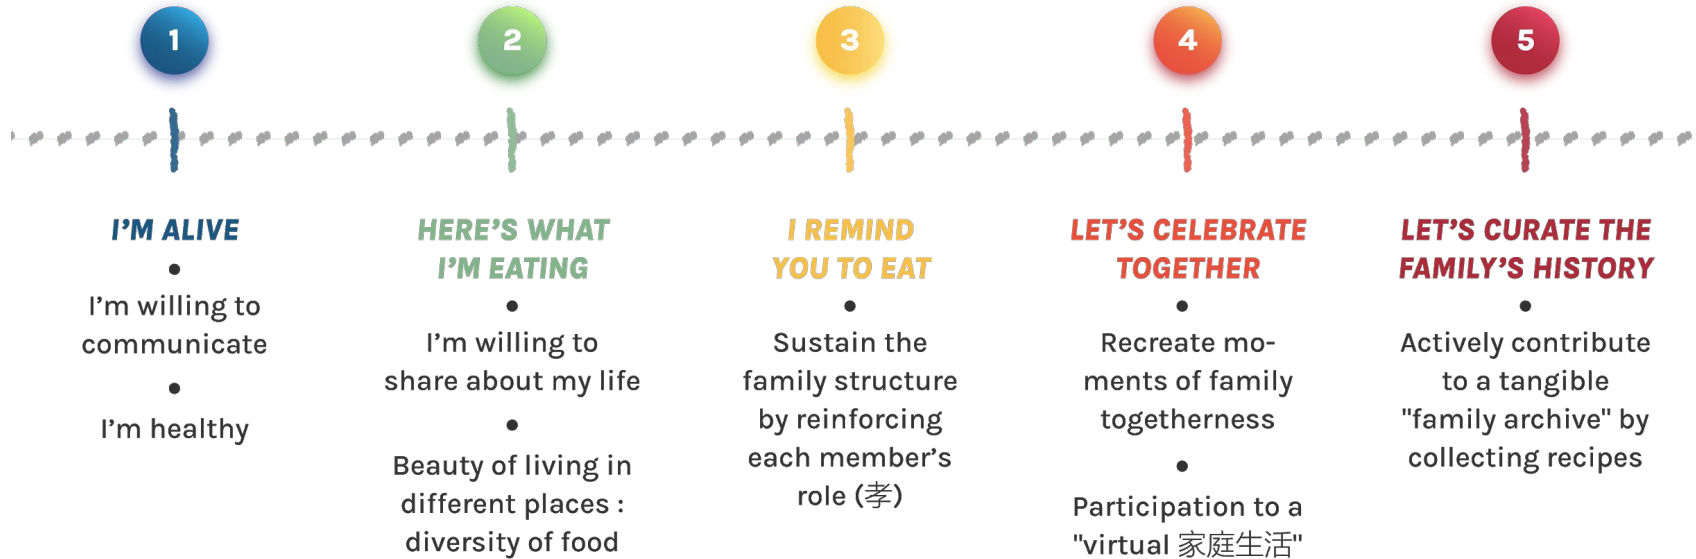 1
I'M ALIVE
•
I'm willing to
communicate
•
I'm healthy
2
HERE'S WHAT
I'M EATING
•
I'm willing to
share about my life
•
Beauty of living in
different places :
diversity of food
3
I REMIND
YOU TO EAT
•
Sustain the
family structure
by reinforcing
each member's
role (孝)
4
LET'S CELEBRATE
TOGETHER
•
Recreate mo-
ments of family
togetherness
•
Participation to a
"virtual 家庭生活"
5
LET'S CURATE THE
FAMILY'S HISTORY
•
Actively contribute
to a tangible
"family archive" by
collecting recipes